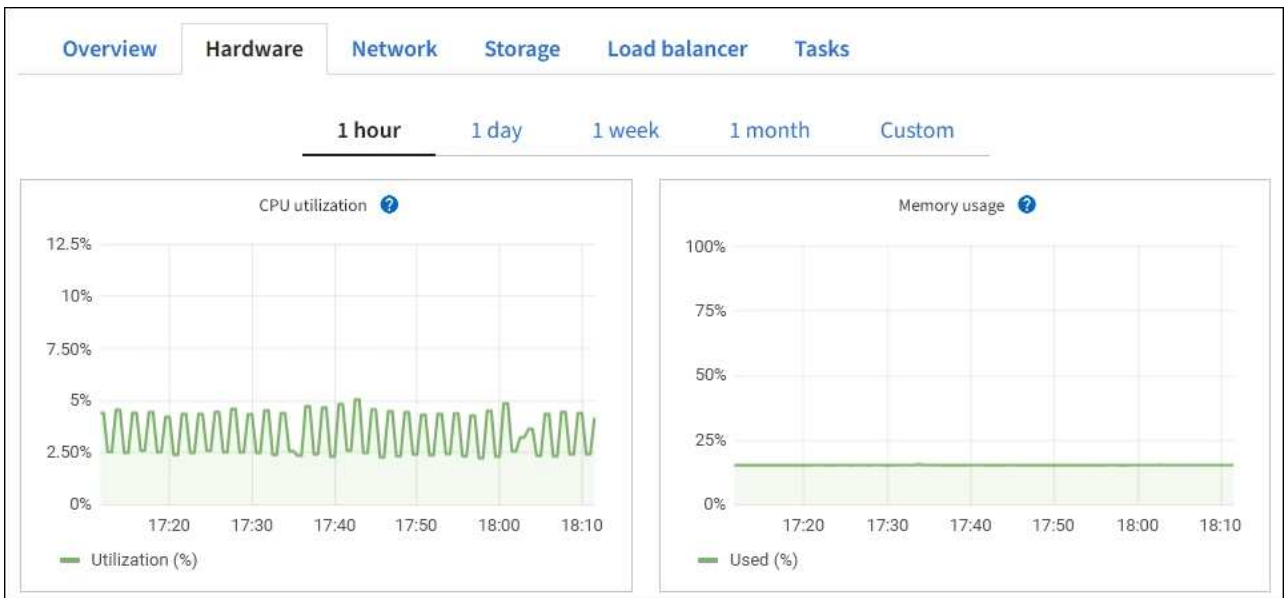 Overview Hardware Network Storage Load balancer Tasks
1 hour 1 day 1 week 1 month Custom
CPU utilization ?
12.5%
10%
7.50%
5%
2.50%
0%
17:20 17:30 17:40 17:50 18:00 18:10
Utilization (%)
Memory usage ?
100%
75%
50%
25%
0%
17:20 17:30 17:40 17:50 18:00 18:10
Used (%)